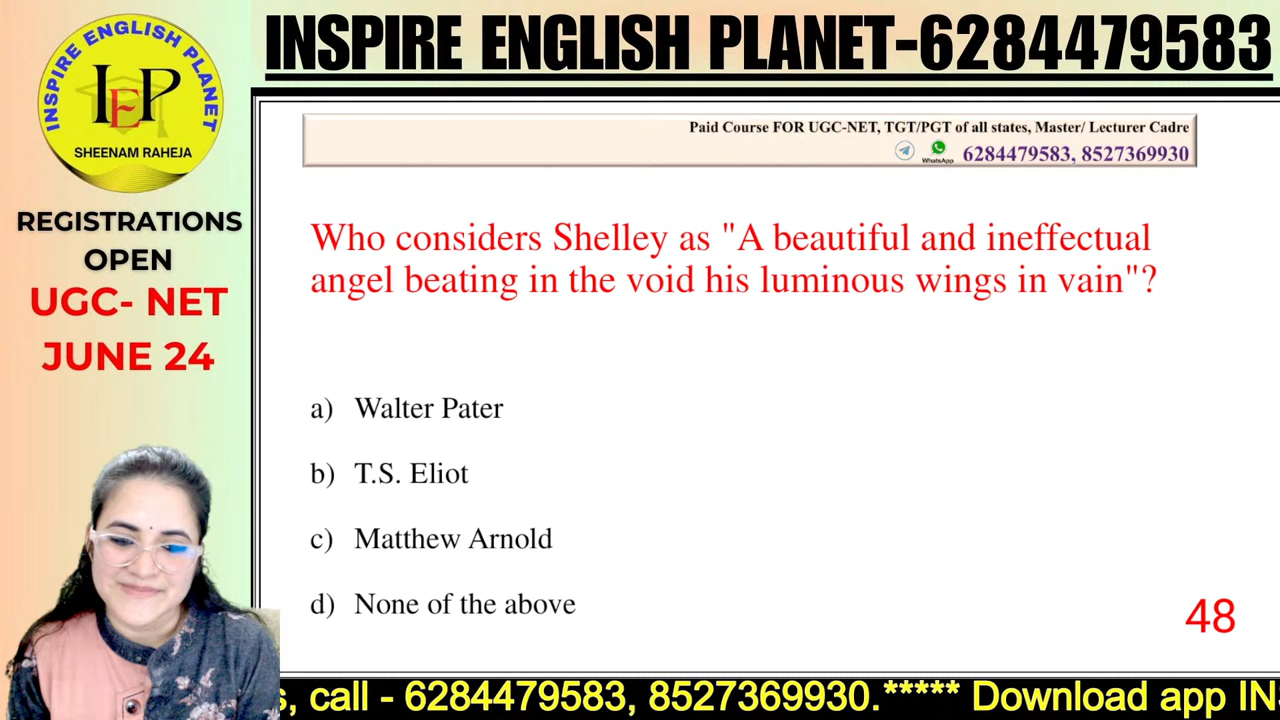 INSPIRE ENGLISH PLANET
IEP
SHEENAM RAHEJA
REGISTRATIONS
OPEN
UGC- NET
JUNE 24
INSPIRE ENGLISH PLANET-6284479583
Paid Course FOR UGC-NET, TGT/PGT of all states, Master/ Lecturer Cadre
WhatsApp 6284479583, 8527369930
Who considers Shelley as "A beautiful and ineffectual
angel beating in the void his luminous wings in vain"?
a) Walter Pater
b) T.S. Eliot
c) Matthew Arnold
d) None of the above
48
, call - 6284479583, 8527369930.***** Download app IN